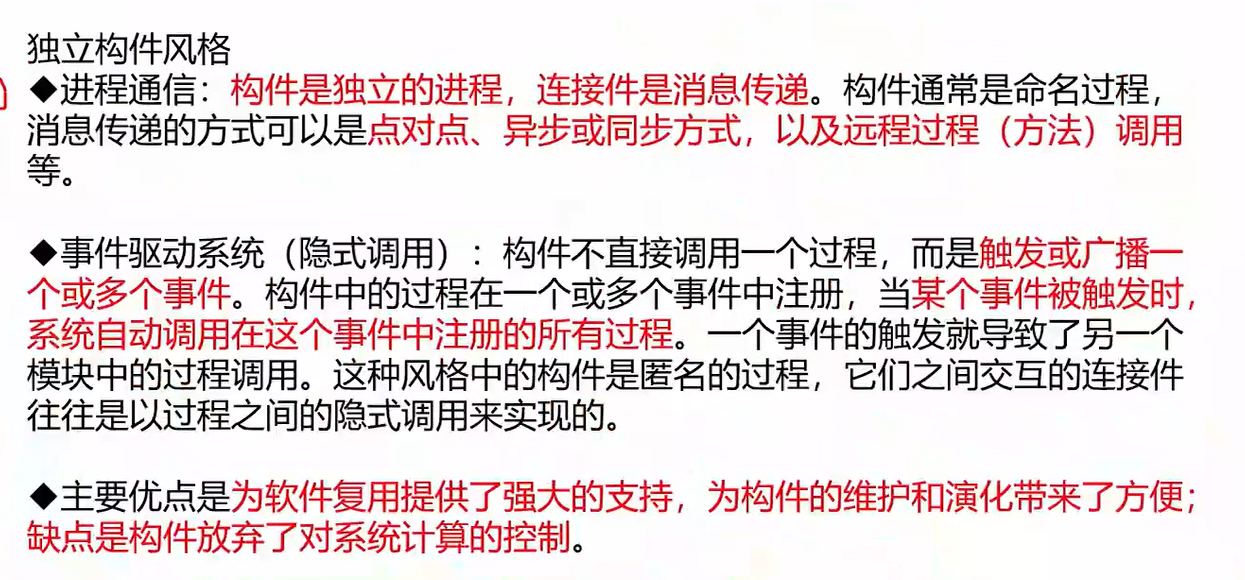 独立构件风格
◆进程通信：构件是独立的进程，连接件是消息传递。构件通常是命名过程，
消息传递的方式可以是点对点、异步或同步方式，以及远程过程（方法）调用
等。
◆事件驱动系统（隐式调用）：构件不直接调用一个过程，而是触发或广播一
个或多个事件。构件中的过程在一个或多个事件中注册，当某个事件被触发时，
系统自动调用在这个事件中注册的所有过程。一个事件的触发就导致了另一个
模块中的过程调用。这种风格中的构件是匿名的过程，它们之间交互的连接件
往往是以过程之间的隐式调用来实现的。
◆主要优点是为软件复用提供了强大的支持，为构件的维护和演化带来了方便；
缺点是构件放弃了对系统计算的控制。